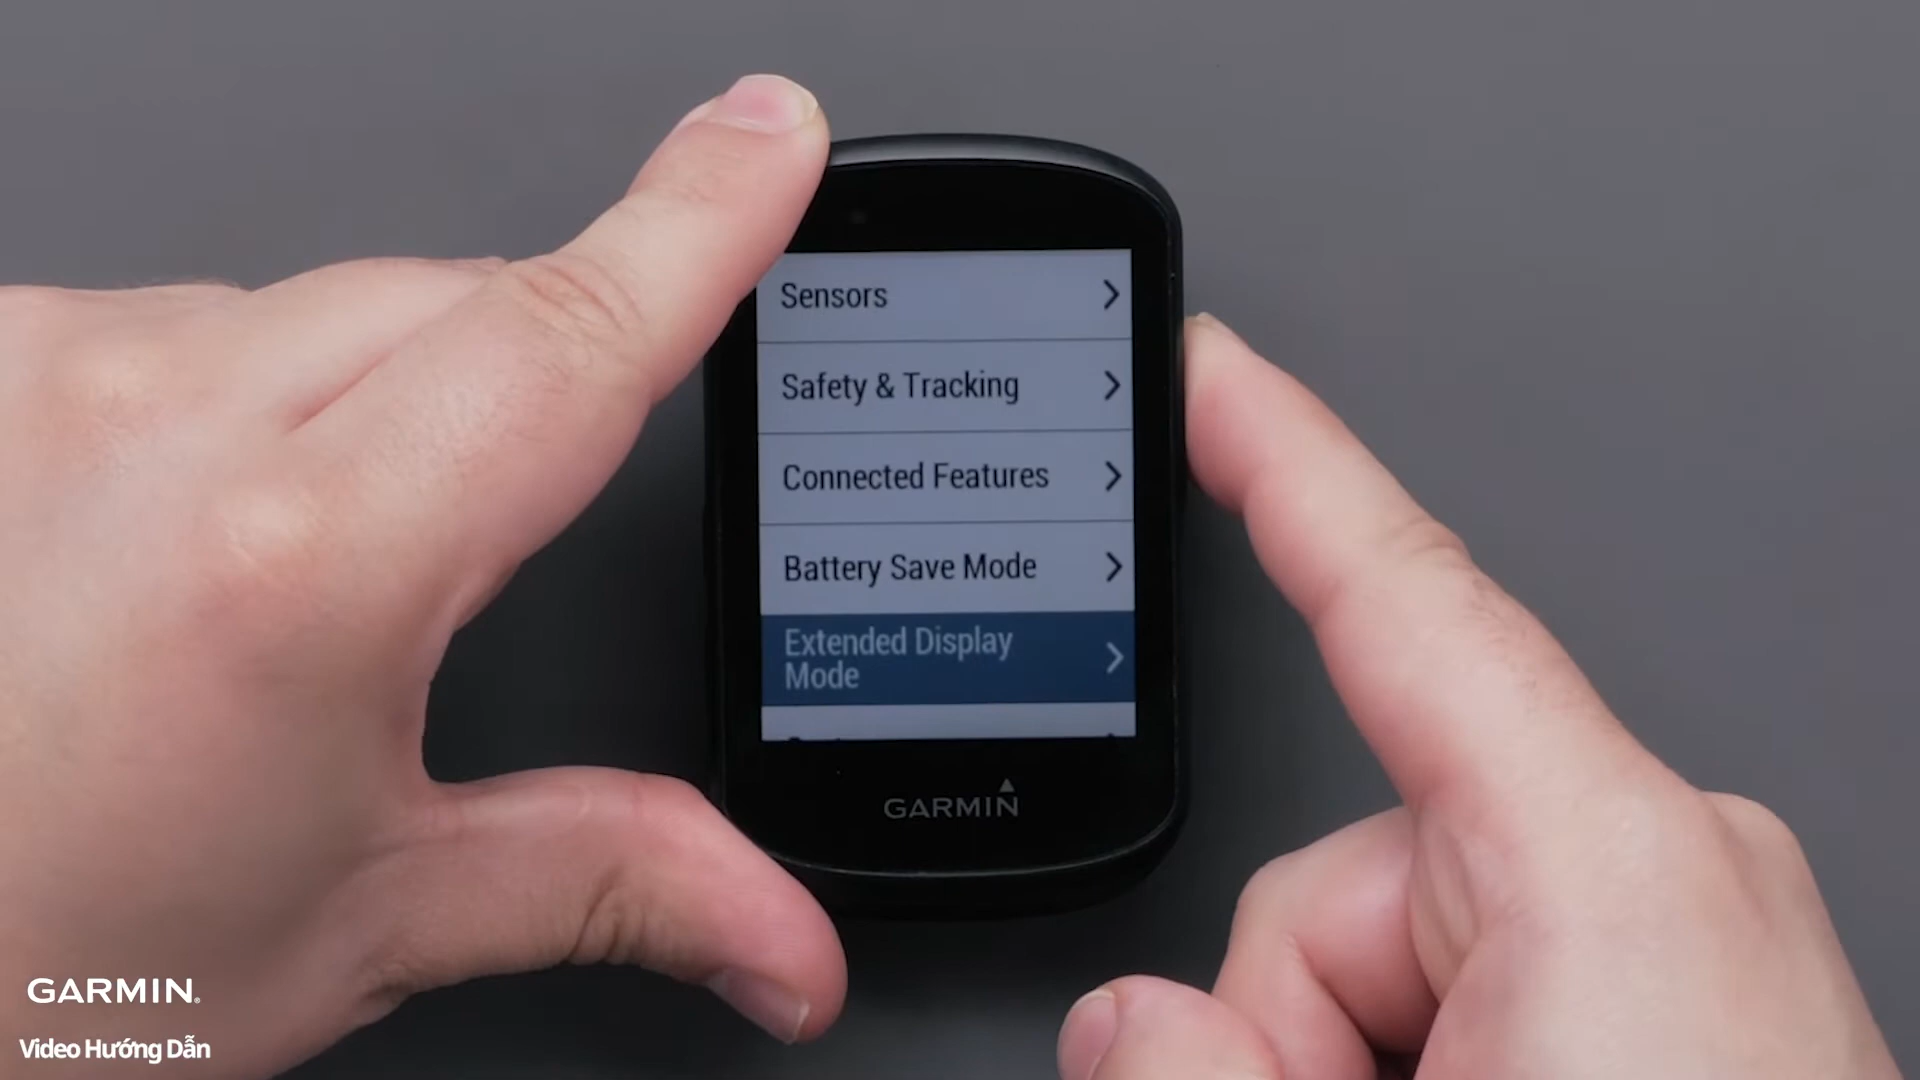 Sensors
Safety & Tracking
Connected Features
Battery Save Mode
Extended Display
Mode
GARMIN
GARMIN®
Video Hướng Dẫn